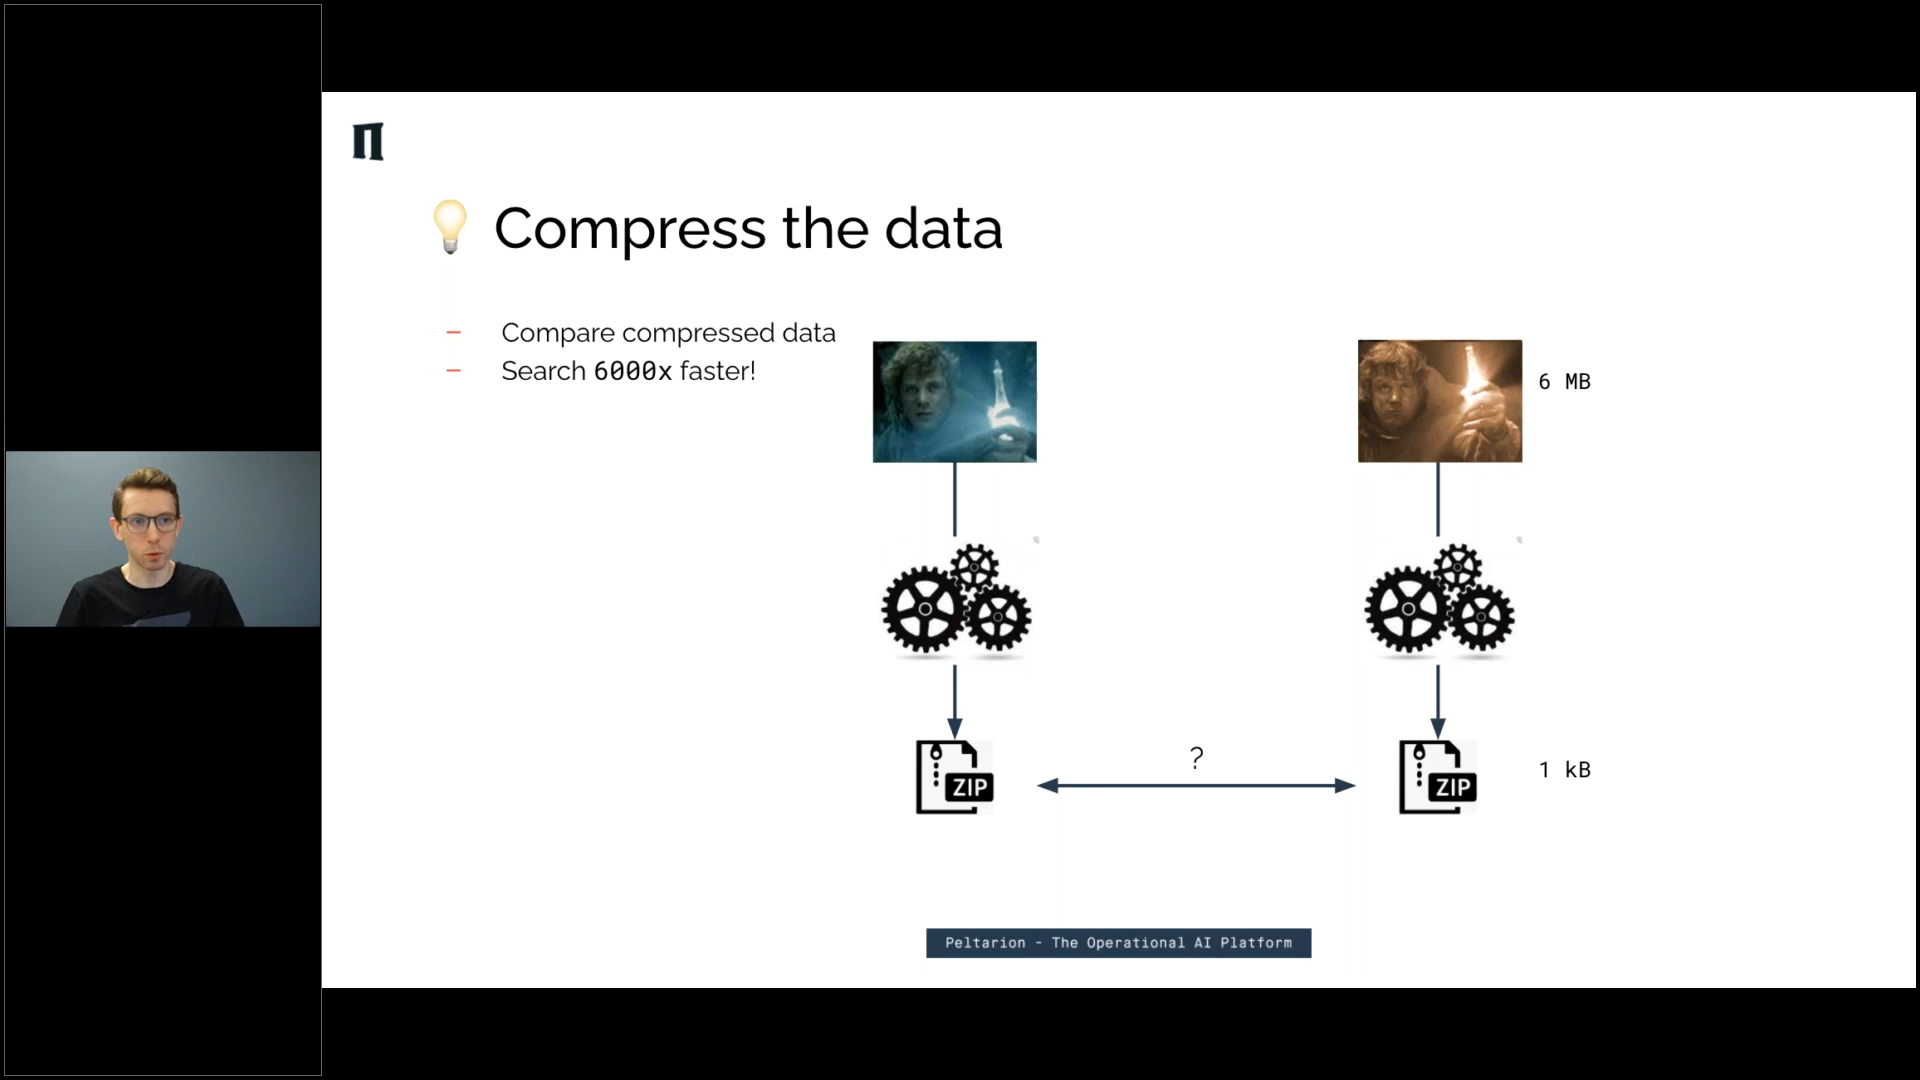 Compress the data
– Compare compressed data
– Search 6000x faster!
6 MB
?
ZIP
ZIP
1 kB
Peltarion - The Operational AI Platform